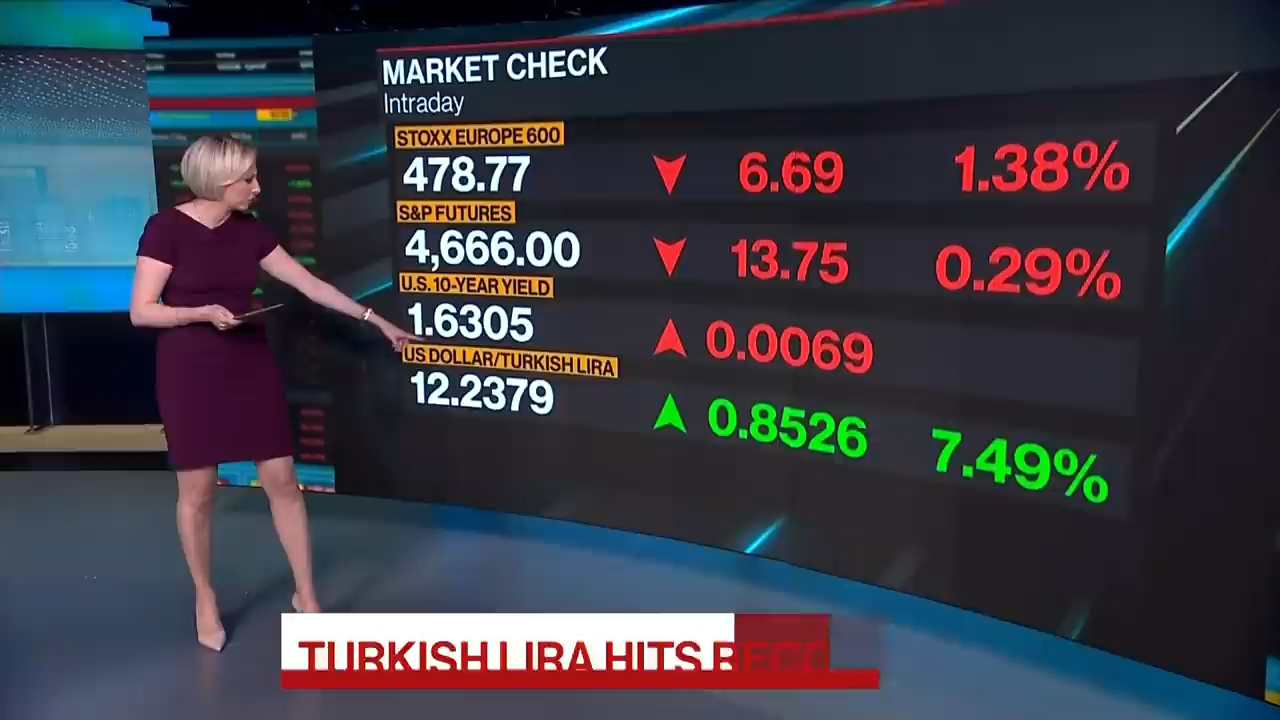 MARKET CHECK
Intraday
STOXX EUROPE 600
478.77 6.69 1.38%
S&P FUTURES
4,666.00 13.75 0.29%
U.S. 10-YEAR YIELD
1.6305 0.0069
US DOLLAR/TURKISH LIRA
12.2379 0.8526 7.49%
TURKISH LIRA HITS RECO